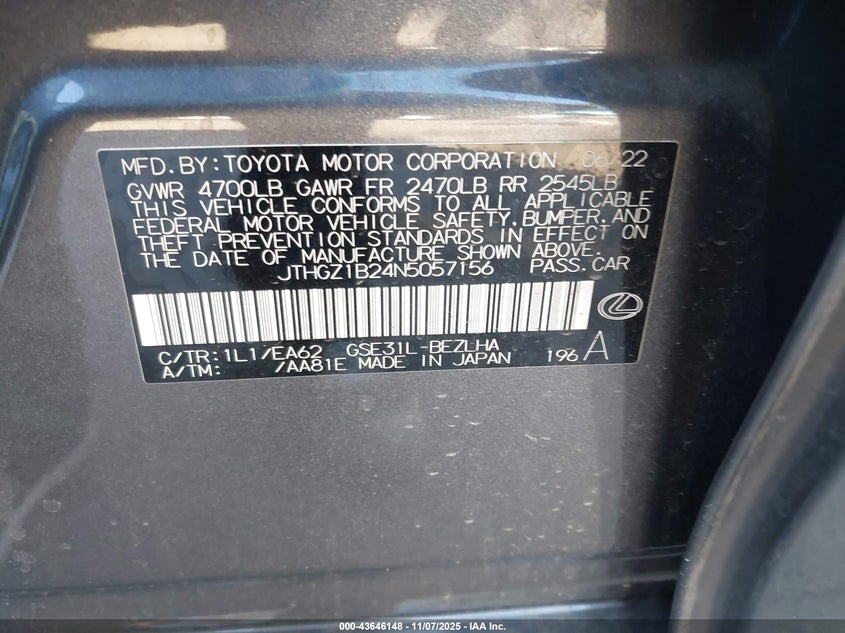 MFD.BY:TOYOTA MOTOR CORPORATION 06/22
GVWR 4700LB GAWR FR 2470LB RR 2545LB
THIS VEHICLE CONFORMS TO ALL APPLICABLE
FEDERAL MOTOR VEHICLE SAFETY,BUMPER,AND
THEFT PREVENTION STANDARDS IN EFFECT ON
THE DATE OF MANUFACTURE SHOWN ABOVE.
JTHGZ1B24N5057156 PASS.CAR
C/TR:1L1/EA62 GSE31L-BEZLHA
A/TM: /AA81E MADE IN JAPAN 196 A
000-43646148 - 11/07/2025 - IAA Inc.